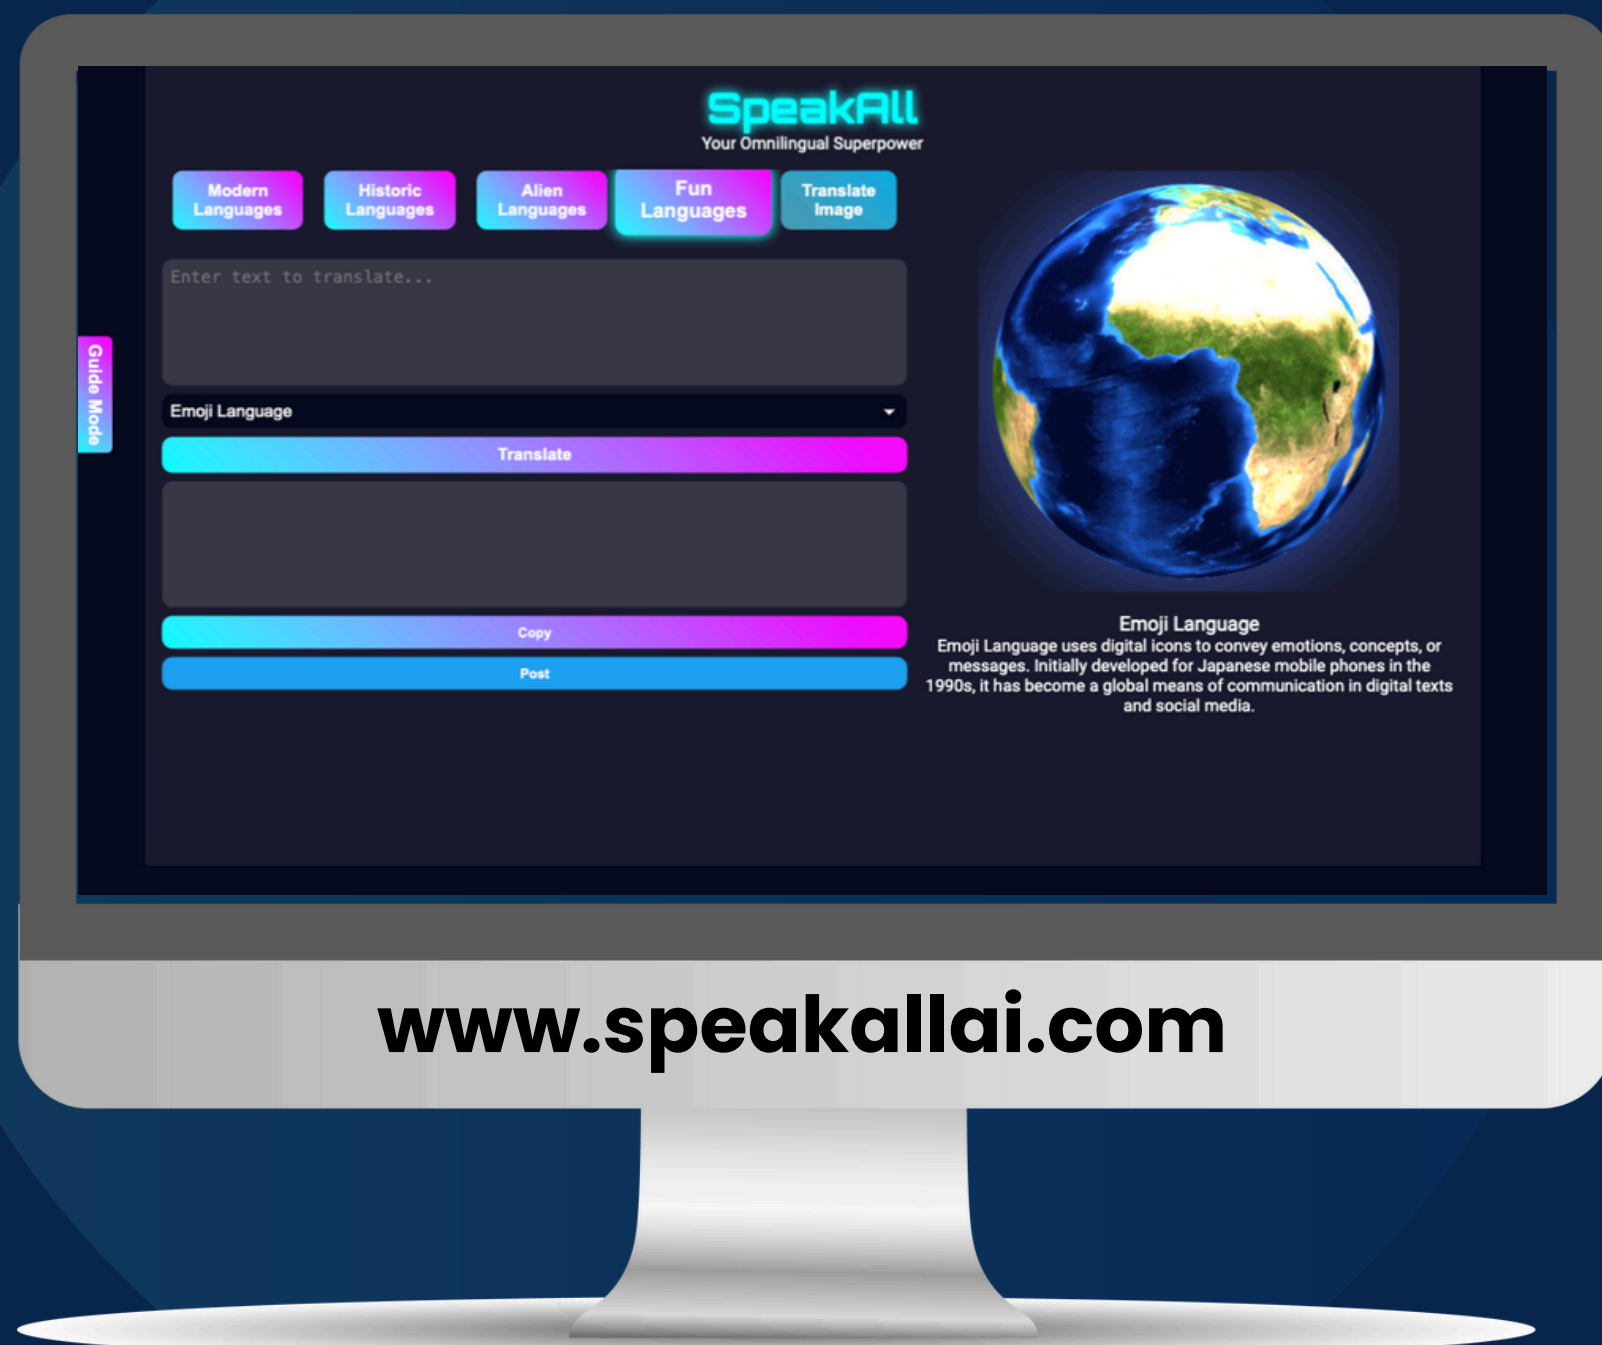 SpeakAll
Your Omnilingual Superpower
Modern
Languages
Historic
Languages
Alien
Languages
Fun
Languages
Translate
Image
Enter text to translate...
Guide Mode
Emoji Language
Translate
Copy
Post
Emoji Language
Emoji Language uses digital icons to convey emotions, concepts, or
messages. Initially developed for Japanese mobile phones in the
1990s, it has become a global means of communication in digital texts
and social media.
www.speakallai.com